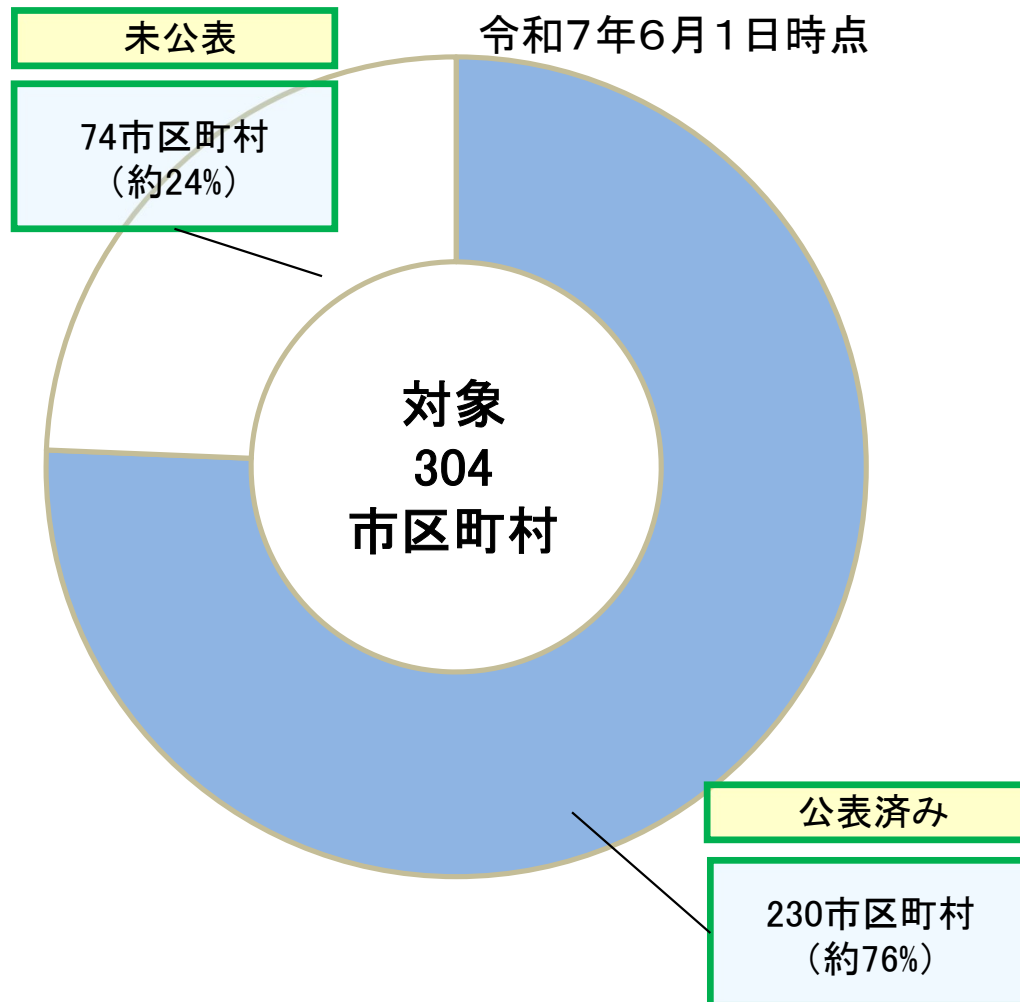 令和７年６月１日時点
未公表
74市区町村
（約24%）
対象
304
市区町村
公表済み
230市区町村
（約76%）